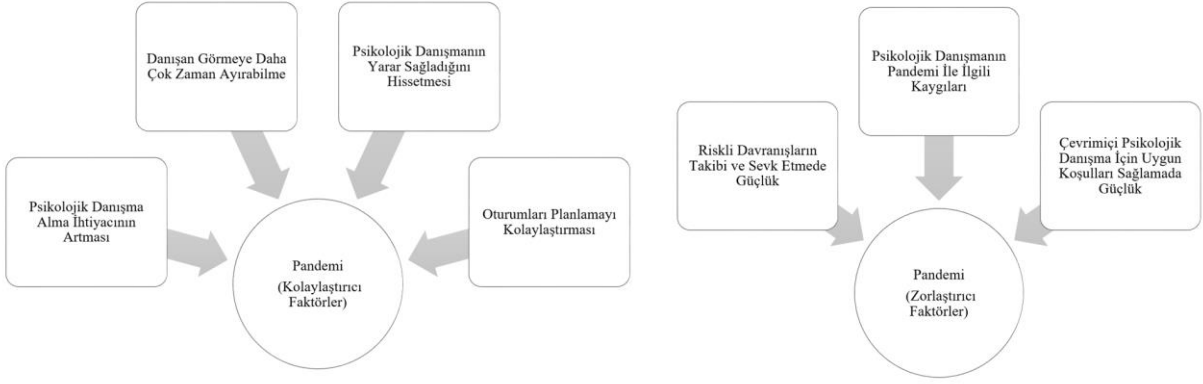 Danışan Görmeye Daha
Çok Zaman Ayırabilme
Psikolojik Danışmanın
Yarar Sağladığını
Hissetmesi
Psikolojik Danışma
Alma İhtiyacının
Artması
Oturumları Planlamayı
Kolaylaştırması
Pandemi
(Kolaylaştırıcı
Faktörler)
Psikolojik Danışmanın
Pandemi İle İlgili
Kaygıları
Riskli Davranışların
Takibi ve Sevk Etmede
Güçlük
Çevrimiçi Psikolojik
Danışma İçin Uygun
Koşulları Sağlamada
Güçlük
Pandemi
(Zorlaştırıcı
Faktörler)